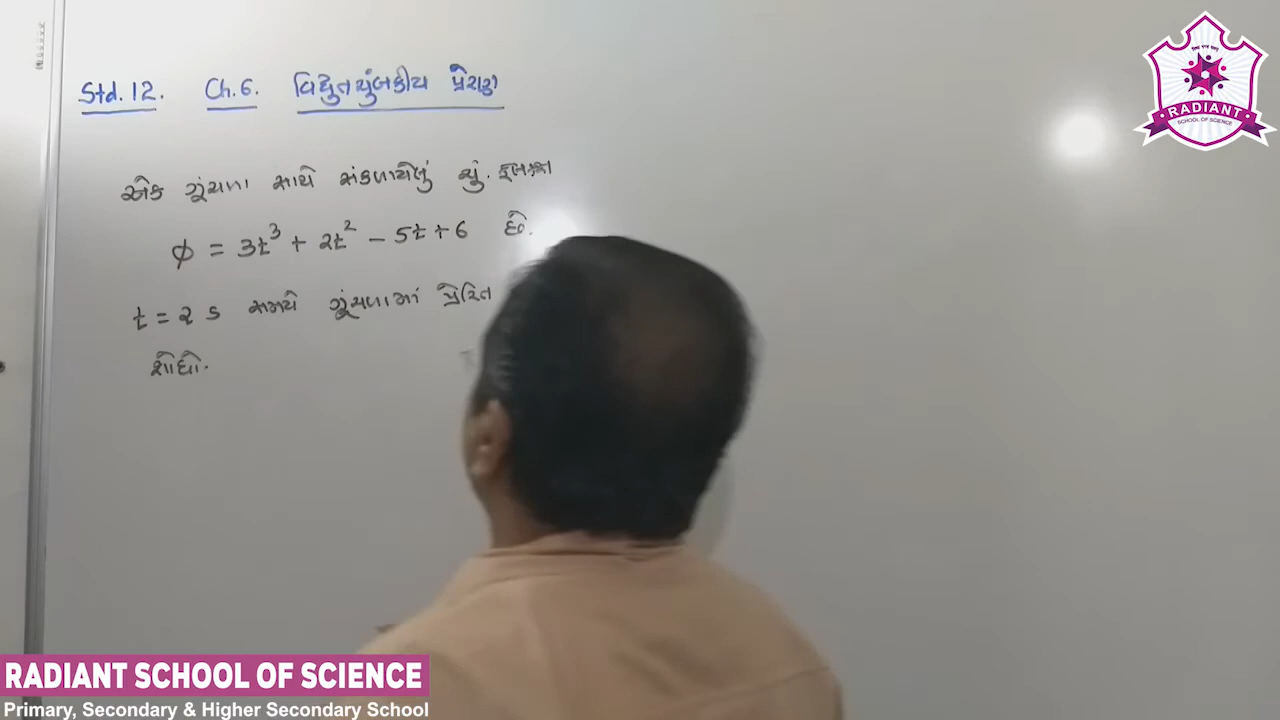 Std. 12. Ch. 6. વિદ્યુતચુંબકીય પ્રેરણ
એક ગૂંચળા સાથે સંકળાયેલું ચું. ફ્લક્સ
φ = 3t³ + 2t² - 5t + 6 છે.
t = 2 s સમયે ગૂંચળામાં પ્રેરિત
શોધો.
RADIANT
SCHOOL OF SCIENCE
RADIANT SCHOOL OF SCIENCE
Primary, Secondary & Higher Secondary School